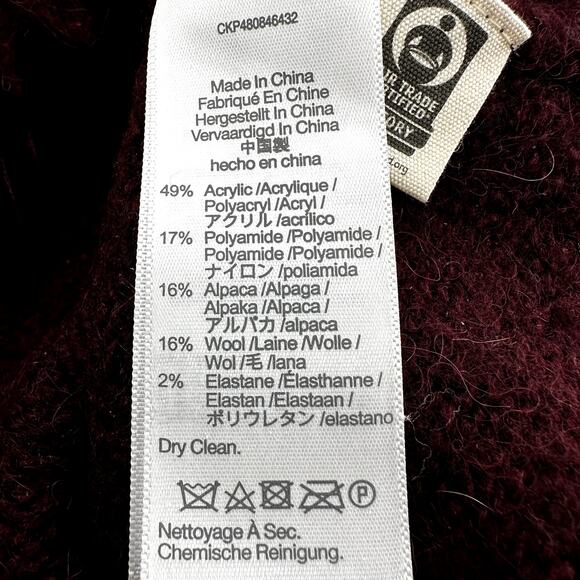 CKP480846432
Made In China
Fabriqué En Chine
Hergestellt In China
Vervaardigd In China
中国製
hecho en china
49% Acrylic /Acrylique /
Polyacryl /Acryl /
アクリル /acrílico
17% Polyamide /Polyamide /
Polyamide /Polyamide /
ナイロン /poliamida
16% Alpaca /Alpaga /
Alpaka /Alpaca /
アルパカ /alpaca
16% Wool /Laine /Wolle /
Wol /毛 /lana
2% Elastane /Élasthanne /
Elastan /Elastaan /
ポリウレタン /elastano
Dry Clean.
P
Nettoyage À Sec.
Chemische Reinigung.
TRADE